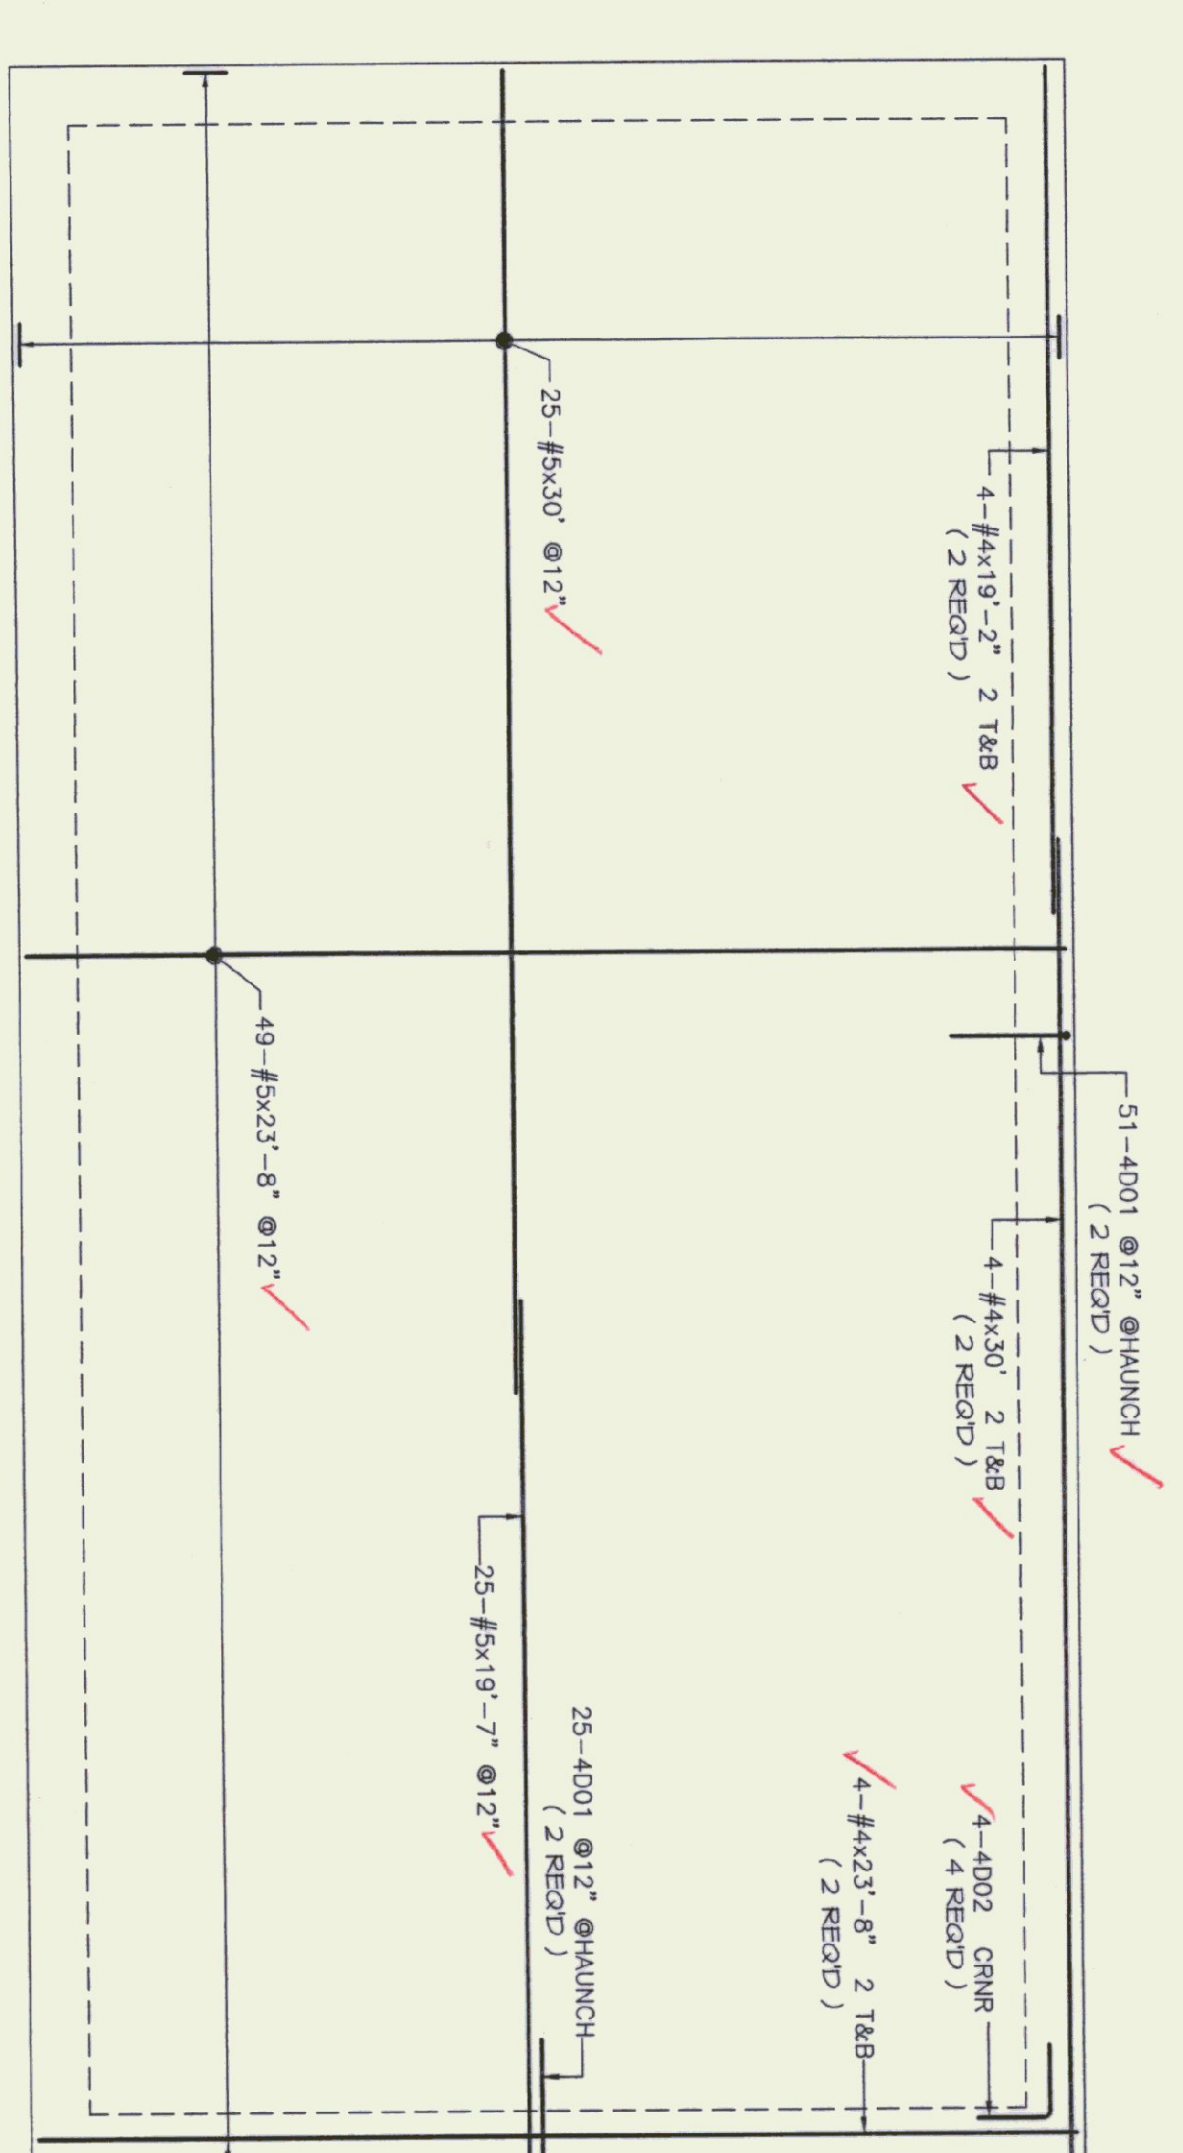 51-4D01 @12" @HAUNCH
( 2 REQ'D )
4-#4x19'-2" 2 T&B
( 2 REQ'D )
4-#4x30' 2 T&B
( 2 REQ'D )
4-4D02 CRNR
( 4 REQ'D )
4-#4x23'-8" 2 T&B
( 2 REQ'D )
25-#5x30' @12"
25-4D01 @12" @HAUNCH
( 2 REQ'D )
25-#5x19'-7" @12"
49-#5x23'-8" @12"